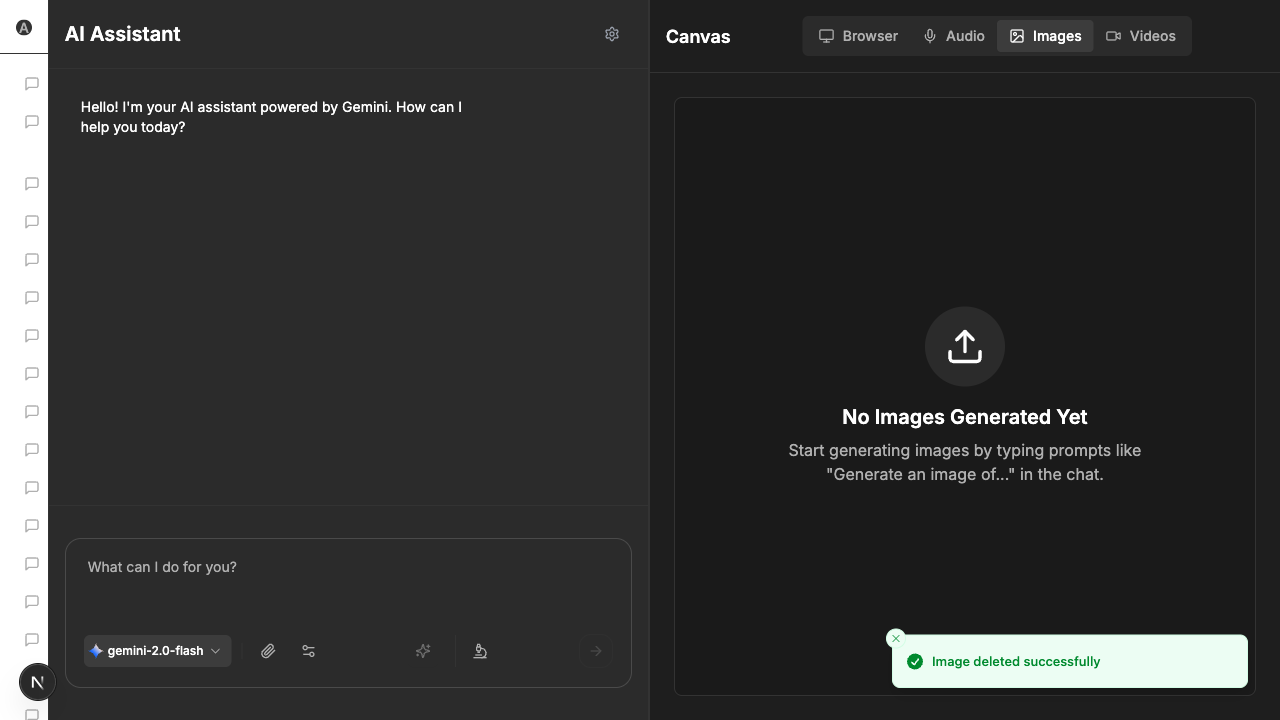 A
AI Assistant
Canvas
Browser
Audio
Images
Videos
Hello! I'm your AI assistant powered by Gemini. How can I
help you today?
No Images Generated Yet
Start generating images by typing prompts like
"Generate an image of..." in the chat.
What can I do for you?
gemini-2.0-flash
Image deleted successfully
N